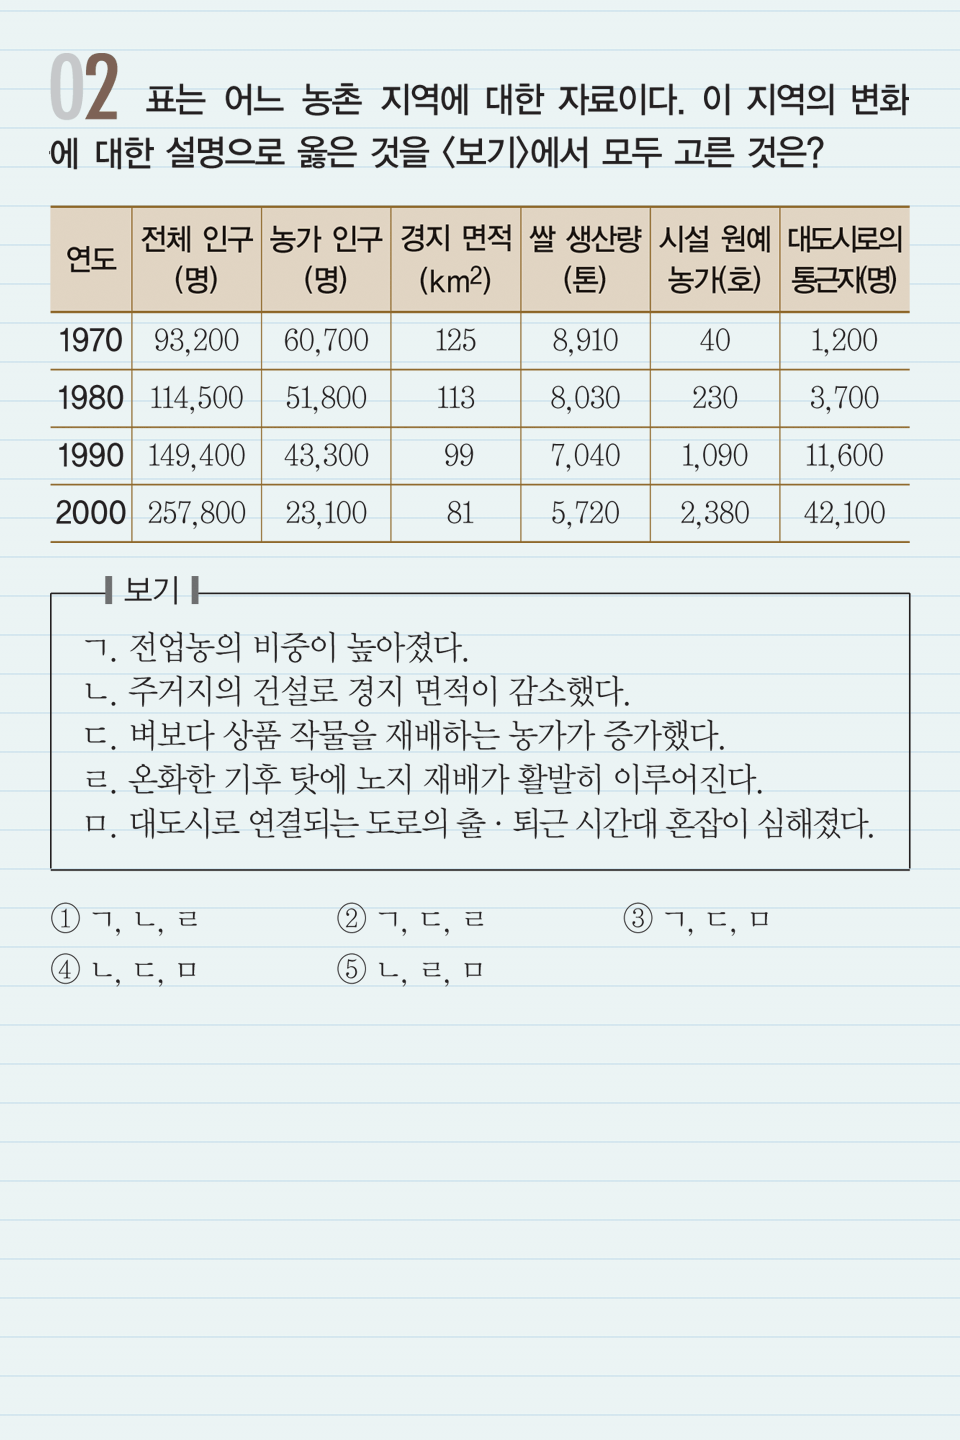 02 표는 어느 농촌 지역에 대한 자료이다. 이 지역의 변화
에 대한 설명으로 옳은 것을 〈보기〉에서 모두 고른 것은?
연도 전체 인구 (명) 농가 인구 (명) 경지 면적 (km²) 쌀 생산량 (톤) 시설 원예 농가(호) 대도시로의 통근자(명)
1970 93,200 60,700 125 8,910 40 1,200
1980 114,500 51,800 113 8,030 230 3,700
1990 149,400 43,300 99 7,040 1,090 11,600
2000 257,800 23,100 81 5,720 2,380 42,100
보기
ㄱ. 전업농의 비중이 높아졌다.
ㄴ. 주거지의 건설로 경지 면적이 감소했다.
ㄷ. 벼보다 상품 작물을 재배하는 농가가 증가했다.
ㄹ. 온화한 기후 탓에 노지 재배가 활발히 이루어진다.
ㅁ. 대도시로 연결되는 도로의 출 · 퇴근 시간대 혼잡이 심해졌다.
① ㄱ, ㄴ, ㄹ ② ㄱ, ㄷ, ㄹ ③ ㄱ, ㄷ, ㅁ
④ ㄴ, ㄷ, ㅁ ⑤ ㄴ, ㄹ, ㅁ